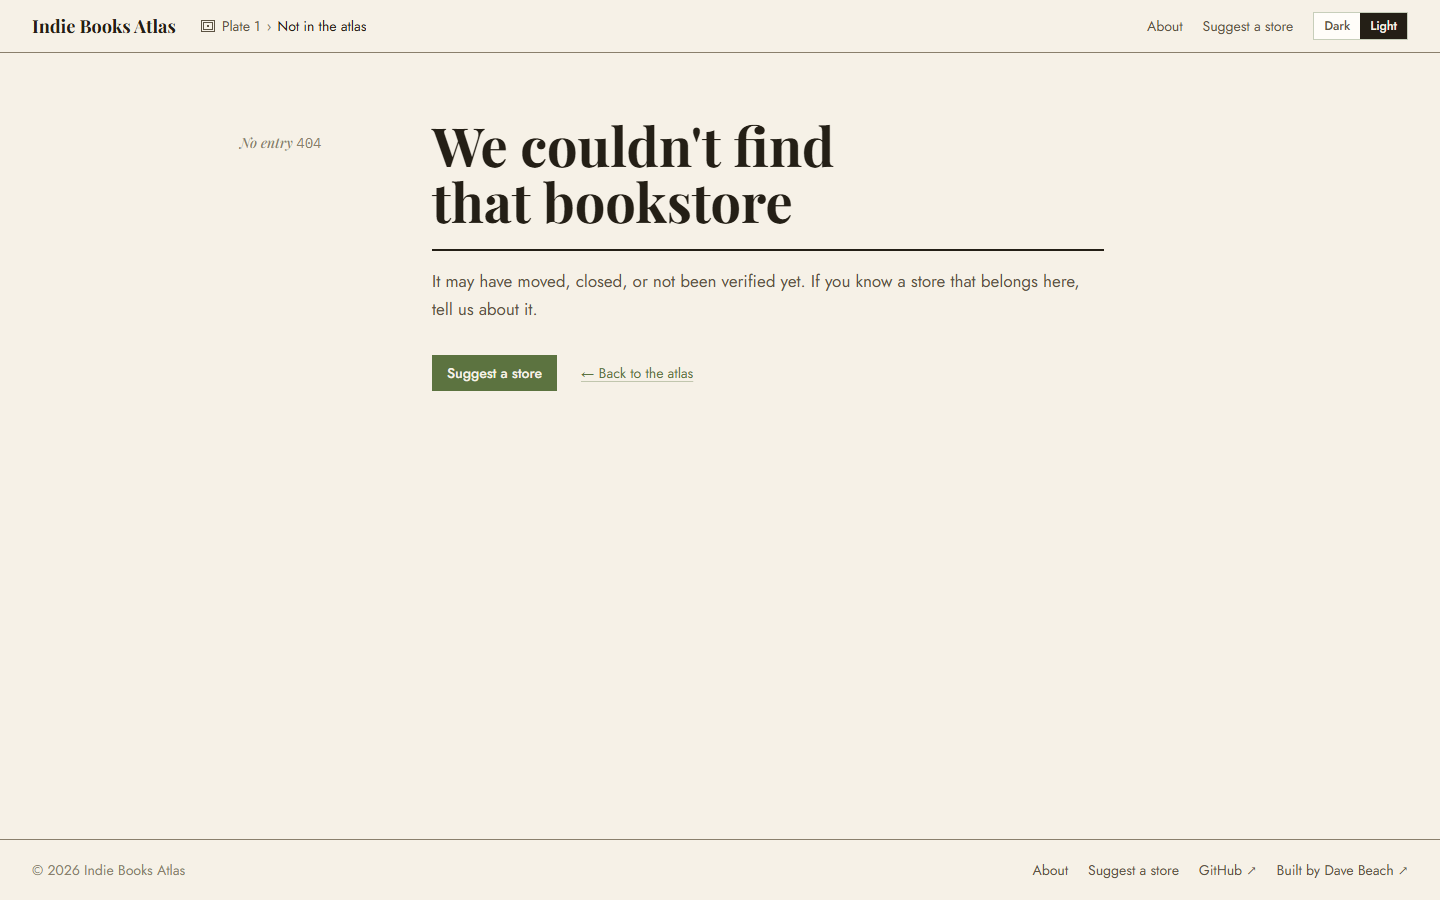 Indie Books Atlas
Plate 1 › Not in the atlas
About
Suggest a store
Dark
Light
No entry 404
We couldn't find
that bookstore
It may have moved, closed, or not been verified yet. If you know a store that belongs here,
tell us about it.
Suggest a store
← Back to the atlas
© 2026 Indie Books Atlas
About
Suggest a store
GitHub ↗
Built by Dave Beach ↗